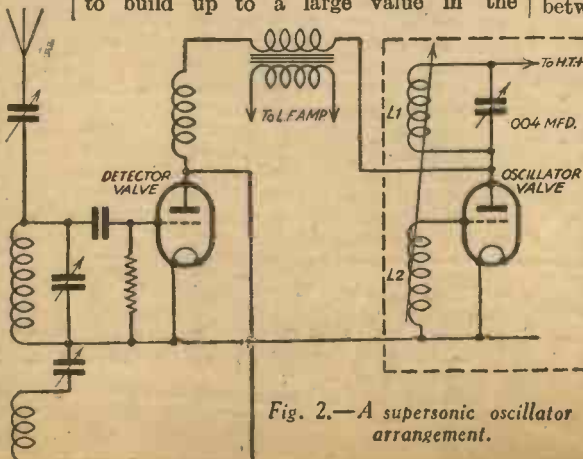 to build up to a large value in the
betw
To H.T.+
To L.F. AMP.
L1
.004 MFD.
DETECTOR
VALVE
OSCILLATOR
VALVE
L2
Fig. 2.—A supersonic oscillator
arrangement.